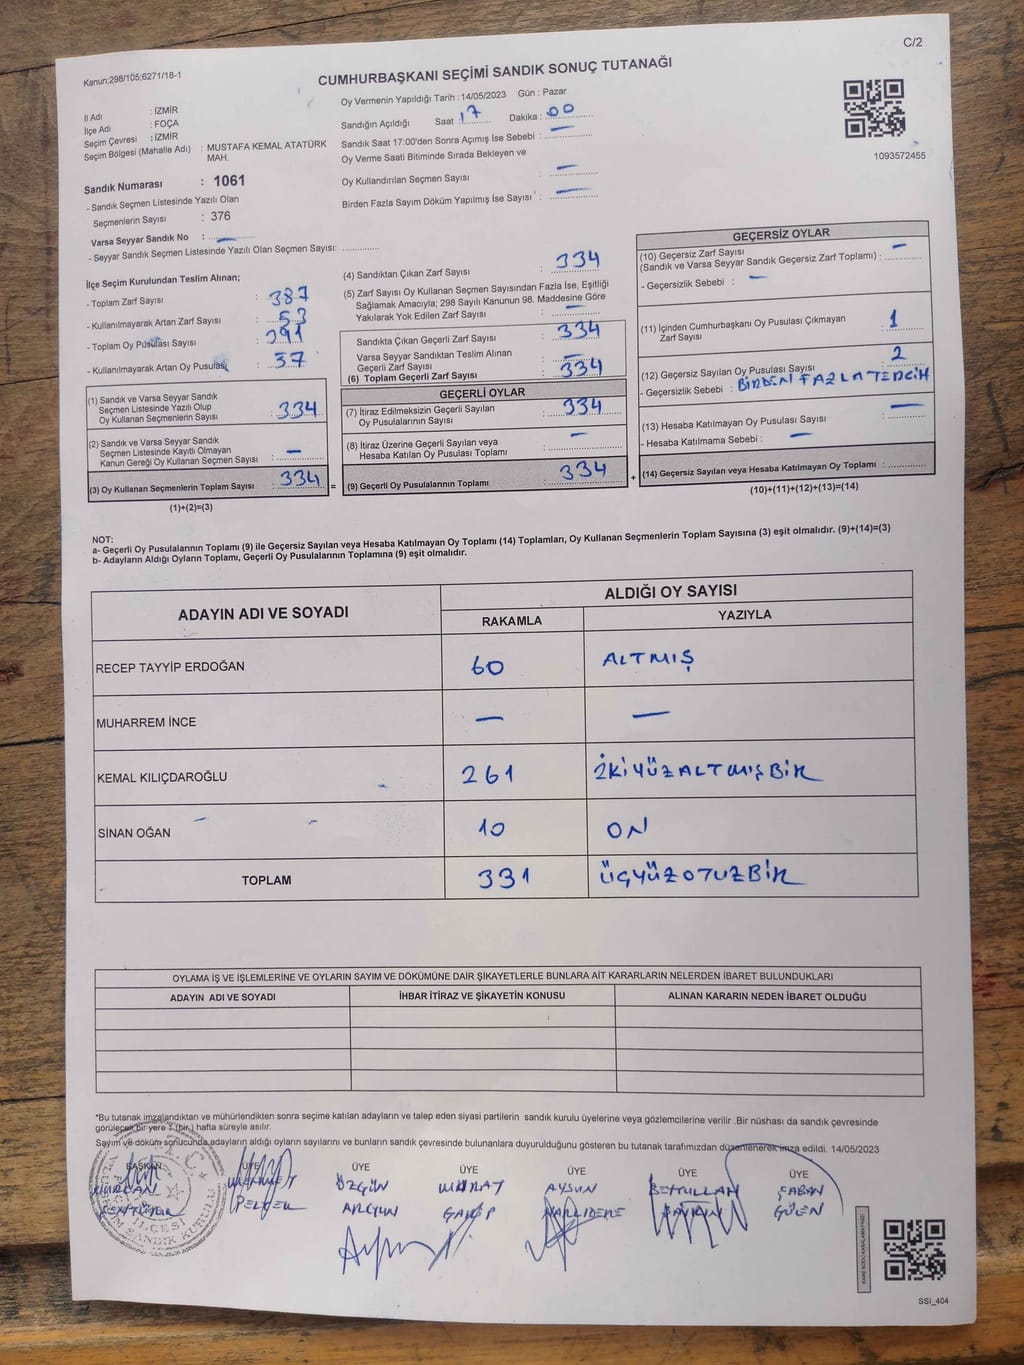 C/2
Kanun;298/105;6271/18-1
CUMHURBAŞKANI SEÇİMİ SANDIK SONUÇ TUTANAĞI
İl Adı : İZMİR
İlçe Adı : FOÇA
Seçim Çevresi : İZMİR
Seçim Bölgesi (Mahalle Adı) : MUSTAFA KEMAL ATATÜRK MAH.
Sandık Numarası : 1061
- Sandık Seçmen Listesinde Yazılı Olan
Seçmenlerin Sayısı : 376
Varsa Seyyar Sandık No : —
- Seyyar Sandık Seçmen Listesinde Yazılı Olan Seçmen Sayısı: ..............
Oy Vermenin Yapıldığı Tarih : 14/05/2023 Gün : Pazar
Sandığın Açıldığı Saat : 17 Dakika : 00
Sandık Saat 17:00'den Sonra Açımış İse Sebebi : —
Oy Verme Saati Bitiminde Sırada Bekleyen ve
Oy Kullandırılan Seçmen Sayısı : —
Birden Fazla Sayım Döküm Yapılmış İse Sayısı : —
1093572455
İlçe Seçim Kurulundan Teslim Alınan;
- Toplam Zarf Sayısı : 387
- Kullanılmayarak Artan Zarf Sayısı : 53
- Toplam Oy Pusulası Sayısı : 391
- Kullanılmayarak Artan Oy Pusulası : 37
(1) Sandık ve Varsa Seyyar Sandık
Seçmen Listesinde Yazılı Olup
Oy Kullanan Seçmenlerin Sayısı : 334
(2) Sandık ve Varsa Seyyar Sandık
Seçmen Listesinde Kayıtlı Olmayan
Kanun Gereği Oy Kullanan Seçmen Sayısı : —
(3) Oy Kullanan Seçmenlerin Toplam Sayısı : 334 =
(1)+(2)=(3)
(4) Sandıktan Çıkan Zarf Sayısı : 334
(5) Zarf Sayısı Oy Kullanan Seçmen Sayısından Fazla İse, Eşitliği
Sağlamak Amacıyla; 298 Sayılı Kanunun 98. Maddesine Göre
Yakılarak Yok Edilen Zarf Sayısı : —
Sandıkta Çıkan Geçerli Zarf Sayısı : 334
Varsa Seyyar Sandıktan Teslim Alınan
Geçerli Zarf Sayısı : —
(6) Toplam Geçerli Zarf Sayısı : 334
GEÇERLİ OYLAR
(7) İtiraz Edilmeksizin Geçerli Sayılan
Oy Pusulalarının Sayısı : 334
(8) İtiraz Üzerine Geçerli Sayılan veya
Hesaba Katılan Oy Pusulası Toplamı : —
(9) Geçerli Oy Pusulalarının Toplamı : 334 +
GEÇERSİZ OYLAR
(10) Geçersiz Zarf Sayısı
(Sandık ve Varsa Seyyar Sandık Geçersiz Zarf Toplamı) : —
- Geçersizlik Sebebi : —
(11) İçinden Cumhurbaşkanı Oy Pusulası Çıkmayan
Zarf Sayısı : 1
(12) Geçersiz Sayılan Oy Pusulası Sayısı : 2
- Geçersizlik Sebebi : BİRDEN FAZLA TERCİH
(13) Hesaba Katılmayan Oy Pusulası Sayısı : —
- Hesaba Katılmama Sebebi : —
(14) Geçersiz Sayılan veya Hesaba Katılmayan Oy Toplamı : ............
(10)+(11)+(12)+(13)=(14)
NOT:
a- Geçerli Oy Pusulalarının Toplamı (9) ile Geçersiz Sayılan veya Hesaba Katılmayan Oy Toplamı (14) Toplamları, Oy Kullanan Seçmenlerin Toplam Sayısına (3) eşit olmalıdır. (9)+(14)=(3)
b- Adayların Aldığı Oyların Toplamı, Geçerli Oy Pusulalarının Toplamına (9) eşit olmalıdır.
ADAYIN ADI VE SOYADI ALDIĞI OY SAYISI
RAKAMLA YAZIYLA
RECEP TAYYİP ERDOĞAN 60 ALTMIŞ
MUHARREM İNCE — —
KEMAL KILIÇDAROĞLU 261 İKİYÜZALTMIŞBİR
SİNAN OĞAN 10 ON
TOPLAM 331 ÜÇYÜZOTUZBİR
OYLAMA İŞ VE İŞLEMLERİNE VE OYLARIN SAYIM VE DÖKÜMÜNE DAİR ŞİKAYETLERLE BUNLARA AİT KARARLARIN NELERDEN İBARET BULUNDUKLARI
ADAYIN ADI VE SOYADI İHBAR İTİRAZ VE ŞİKAYETİN KONUSU ALINAN KARARIN NEDEN İBARET OLDUĞU
*Bu tutanak imzalandıktan ve mühürlendikten sonra seçime katılan adayların ve talep eden siyasi partilerin sandık kurulu üyelerine veya gözlemcilerine verilir .Bir nüshası da sandık çevresinde
görülecek bir yere 1 (bir) hafta süreyle asılır.
Sayım ve döküm sonucunda adayların aldığı oyların sayılarını ve bunların sandık çevresinde bulunanlara duyurulduğunu gösteren bu tutanak tarafımızdan düzenlenerek imza edildi. 14/05/2023
BAŞKAN ÜYE ÜYE ÜYE ÜYE ÜYE ÜYE
NURCAN MEHMET ÖZGÜN MURAT AYSUN BEYTULLAH ŞABAN
ARGUN GÜLEN
SSİ_404